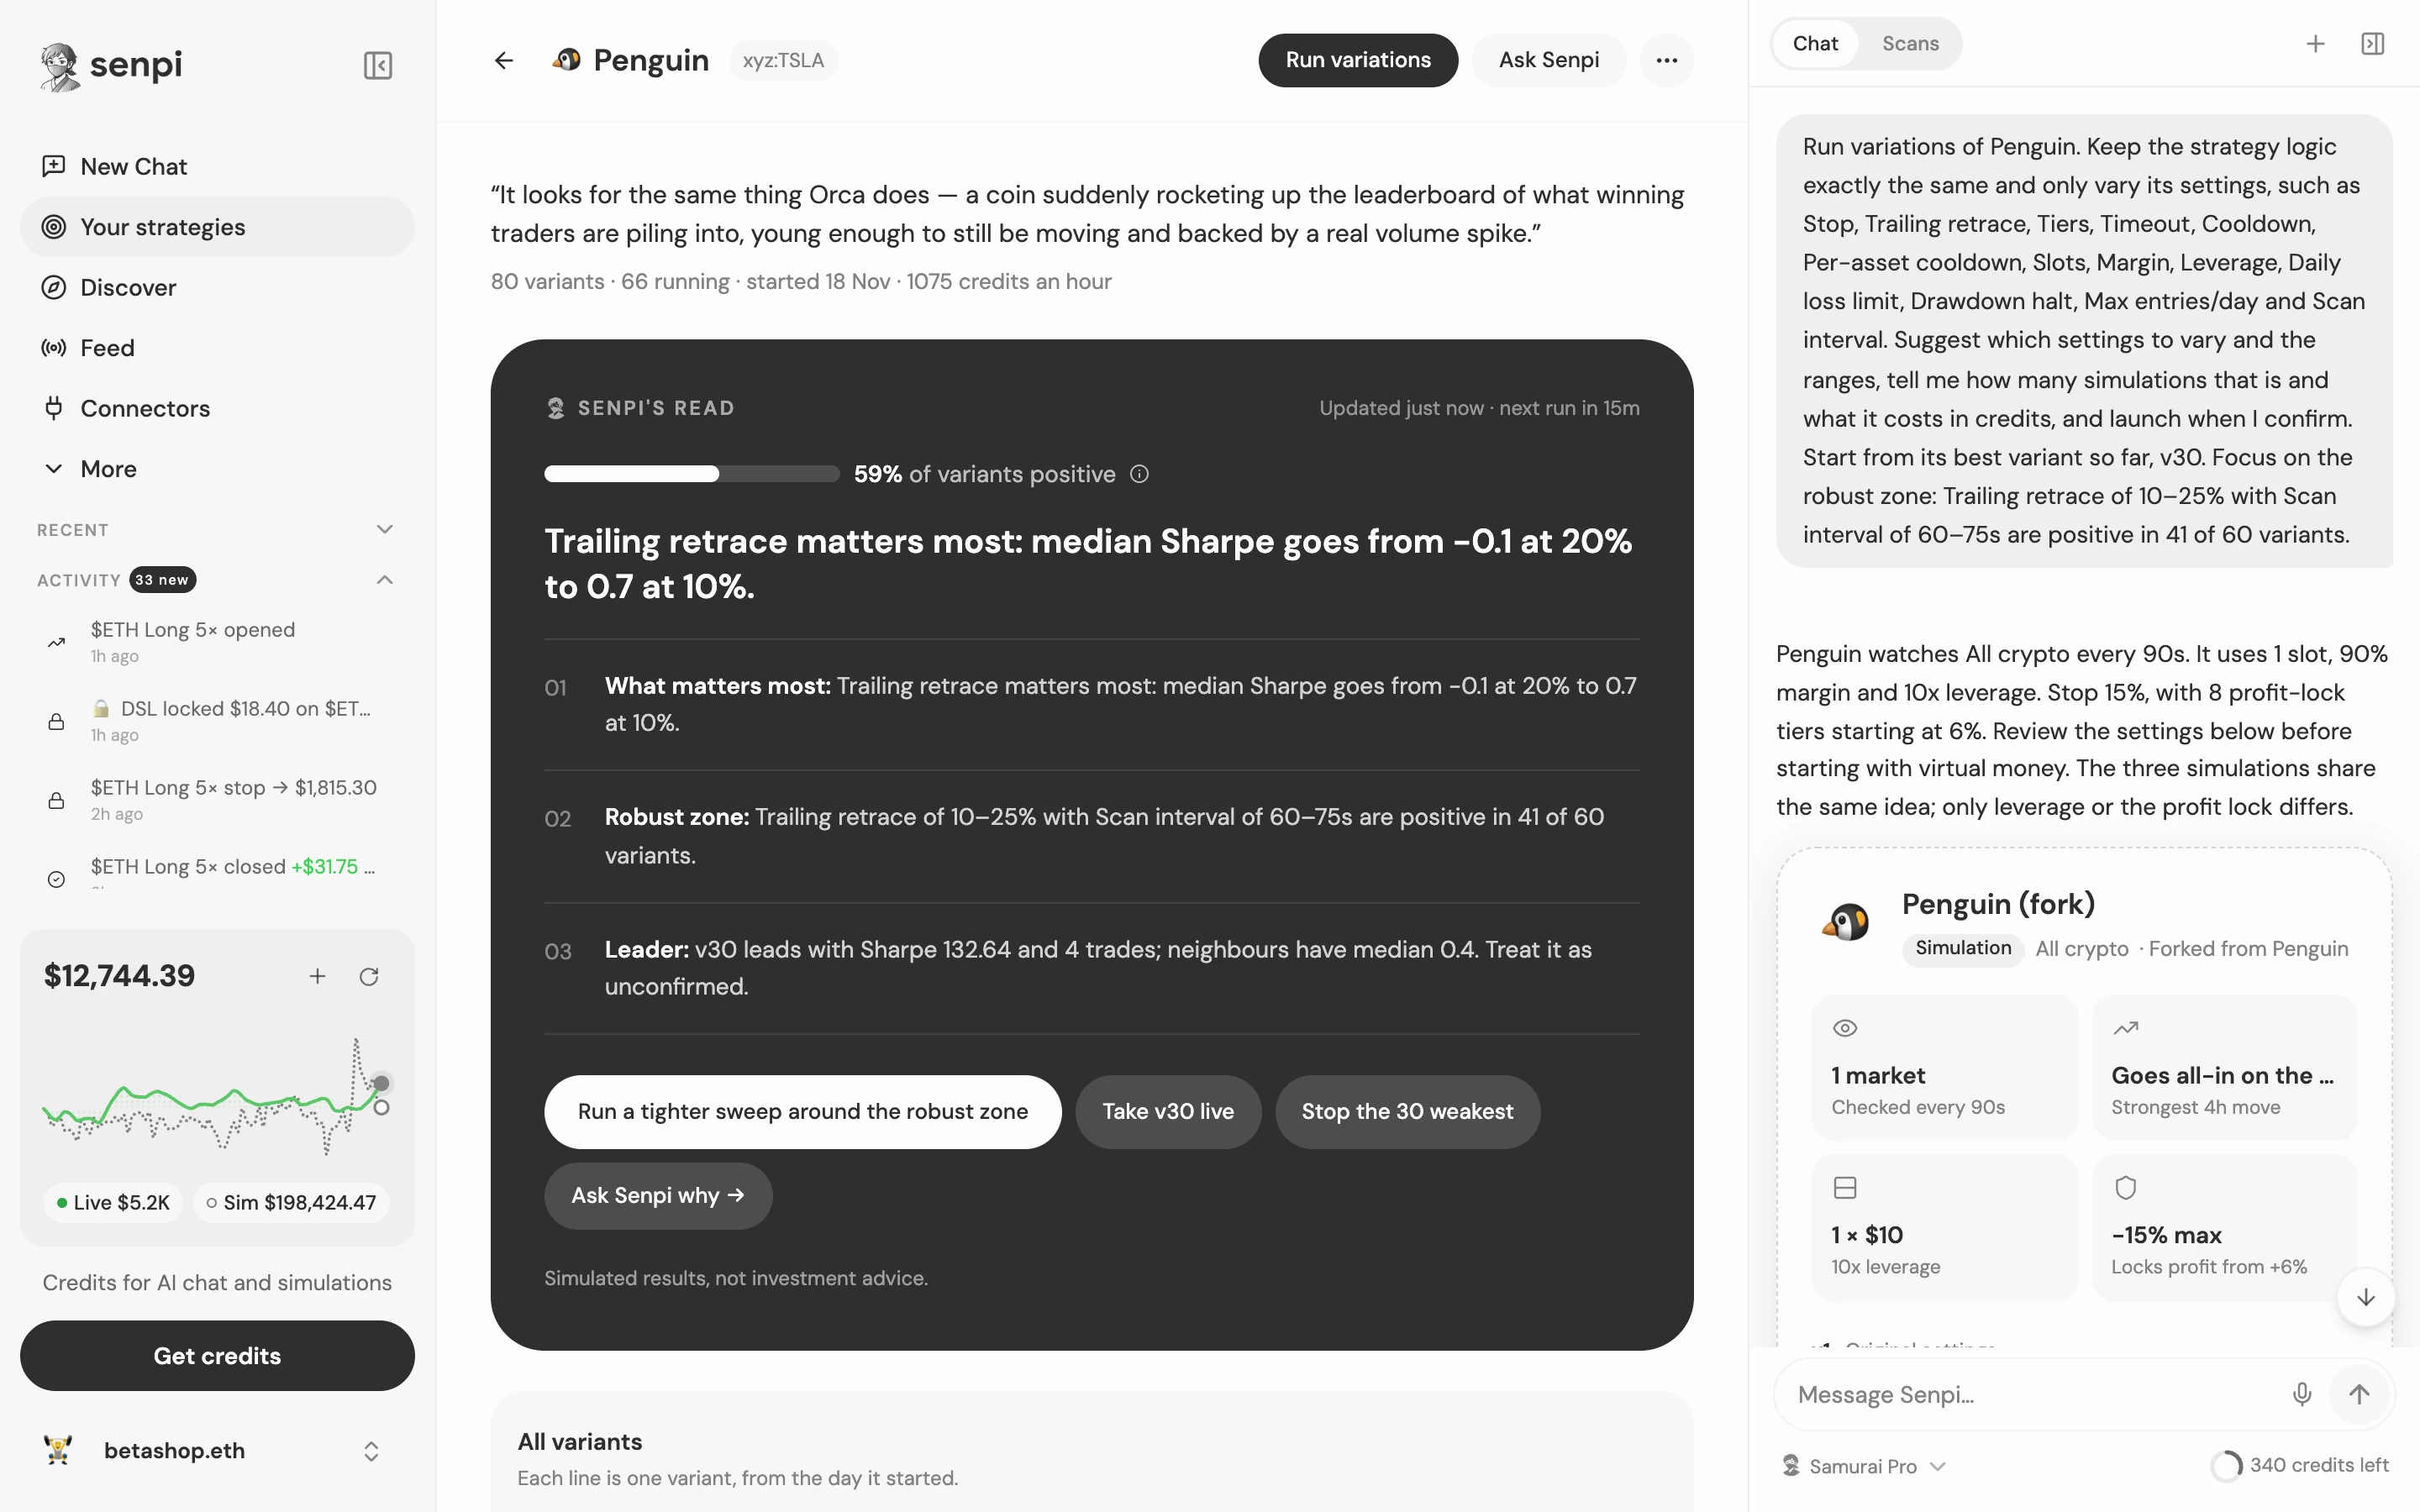 senpi
New Chat
Your strategies
Discover
Feed
Connectors
More
RECENT
ACTIVITY 33 new
$ETH Long 5× opened
1h ago
DSL locked $18.40 on $ET...
1h ago
$ETH Long 5× stop → $1,815.30
2h ago
$ETH Long 5× closed +$31.75 ...
$12,744.39
Live $5.2K
Sim $198,424.47
Credits for AI chat and simulations
Get credits
betashop.eth
Penguin xyz:TSLA
Run variations
Ask Senpi
“It looks for the same thing Orca does — a coin suddenly rocketing up the leaderboard of what winning
traders are piling into, young enough to still be moving and backed by a real volume spike.”
80 variants · 66 running · started 18 Nov · 1075 credits an hour
SENPI'S READ
Updated just now · next run in 15m
59% of variants positive
Trailing retrace matters most: median Sharpe goes from −0.1 at 20%
to 0.7 at 10%.
01 What matters most: Trailing retrace matters most: median Sharpe goes from −0.1 at 20% to 0.7
at 10%.
02 Robust zone: Trailing retrace of 10–25% with Scan interval of 60–75s are positive in 41 of 60
variants.
03 Leader: v30 leads with Sharpe 132.64 and 4 trades; neighbours have median 0.4. Treat it as
unconfirmed.
Run a tighter sweep around the robust zone
Take v30 live
Stop the 30 weakest
Ask Senpi why →
Simulated results, not investment advice.
All variants
Each line is one variant, from the day it started.
Chat
Scans
Run variations of Penguin. Keep the strategy logic
exactly the same and only vary its settings, such as
Stop, Trailing retrace, Tiers, Timeout, Cooldown,
Per-asset cooldown, Slots, Margin, Leverage, Daily
loss limit, Drawdown halt, Max entries/day and Scan
interval. Suggest which settings to vary and the
ranges, tell me how many simulations that is and
what it costs in credits, and launch when I confirm.
Start from its best variant so far, v30. Focus on the
robust zone: Trailing retrace of 10–25% with Scan
interval of 60–75s are positive in 41 of 60 variants.
Penguin watches All crypto every 90s. It uses 1 slot, 90%
margin and 10x leverage. Stop 15%, with 8 profit-lock
tiers starting at 6%. Review the settings below before
starting with virtual money. The three simulations share
the same idea; only leverage or the profit lock differs.
Penguin (fork)
Simulation All crypto · Forked from Penguin
1 market
Checked every 90s
Goes all-in on the ...
Strongest 4h move
1 × $10
10x leverage
−15% max
Locks profit from +6%
Message Senpi...
Samurai Pro
340 credits left